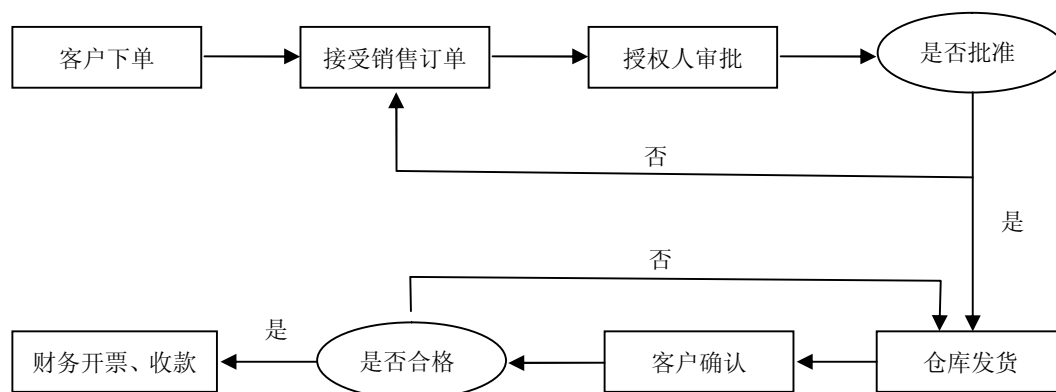 客户下单
接受销售订单
授权人审批
是否批准
否
是
否
是
财务开票、收款
是否合格
客户确认
仓库发货